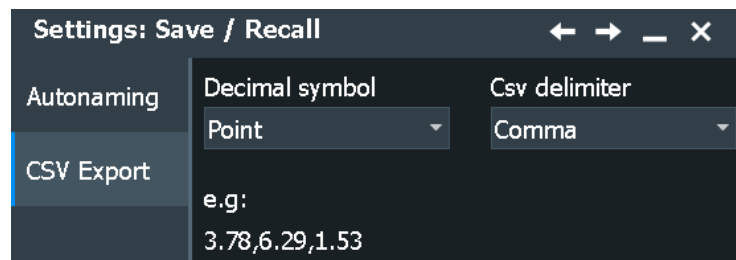 Settings: Save / Recall
Autonaming
Decimal symbol
Csv delimiter
Point
Comma
CSV Export
e.g:
3.78,6.29,1.53